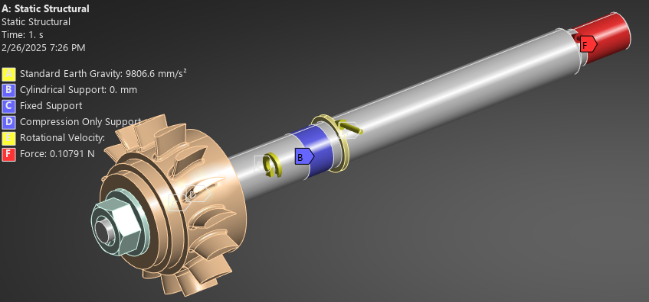 A: Static Structural
Static Structural
Time: 1. s
2/26/2025 7:26 PM
Standard Earth Gravity: 9806.6 mm/s²
B Cylindrical Support: 0. mm
C Fixed Support
D Compression Only Support
Rotational Velocity:
F Force: 0.10791 N
F
B